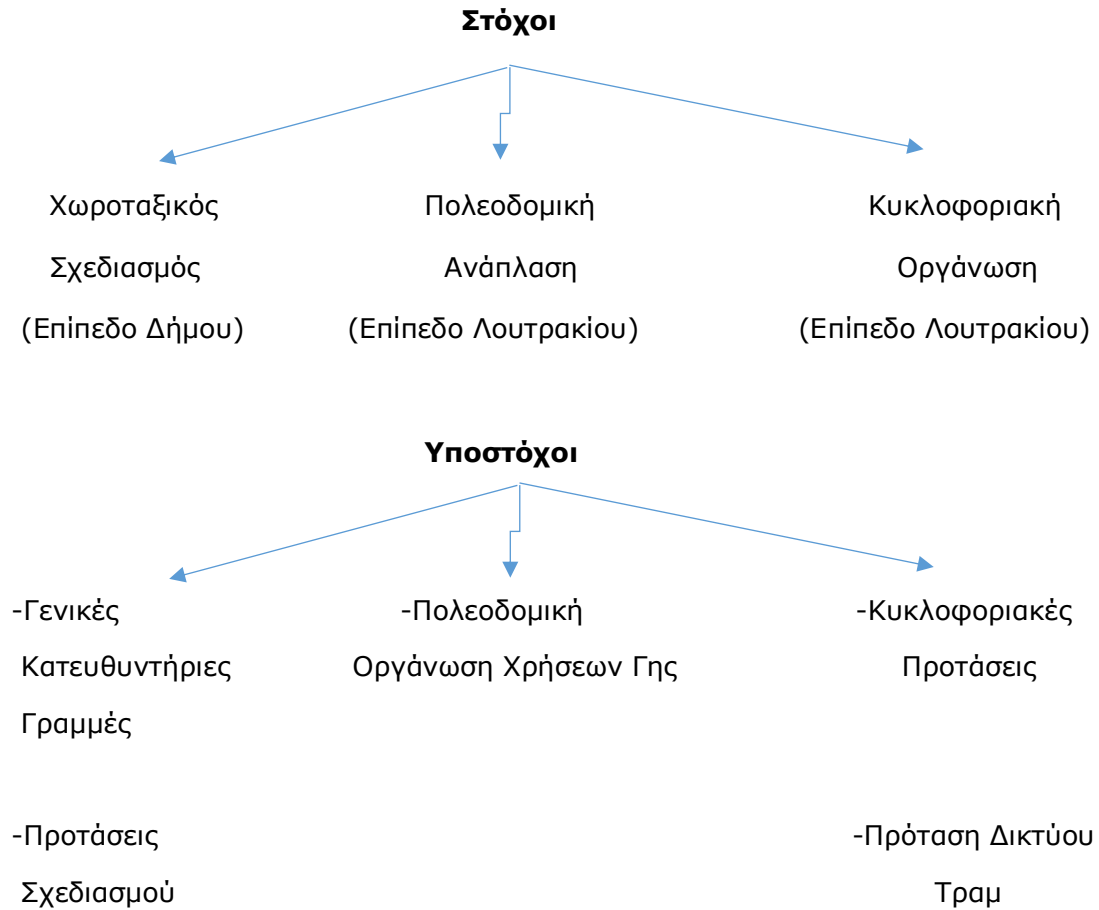 Στόχοι
Χωροταξικός Πολεοδομική Κυκλοφοριακή
Σχεδιασμός Ανάπλαση Οργάνωση
(Επίπεδο Δήμου) (Επίπεδο Λουτρακίου) (Επίπεδο Λουτρακίου)
Υποστόχοι
-Γενικές -Πολεοδομική -Κυκλοφοριακές
Κατευθυντήριες Οργάνωση Χρήσεων Γης Προτάσεις
Γραμμές
-Προτάσεις -Πρόταση Δικτύου
Σχεδιασμού Τραμ